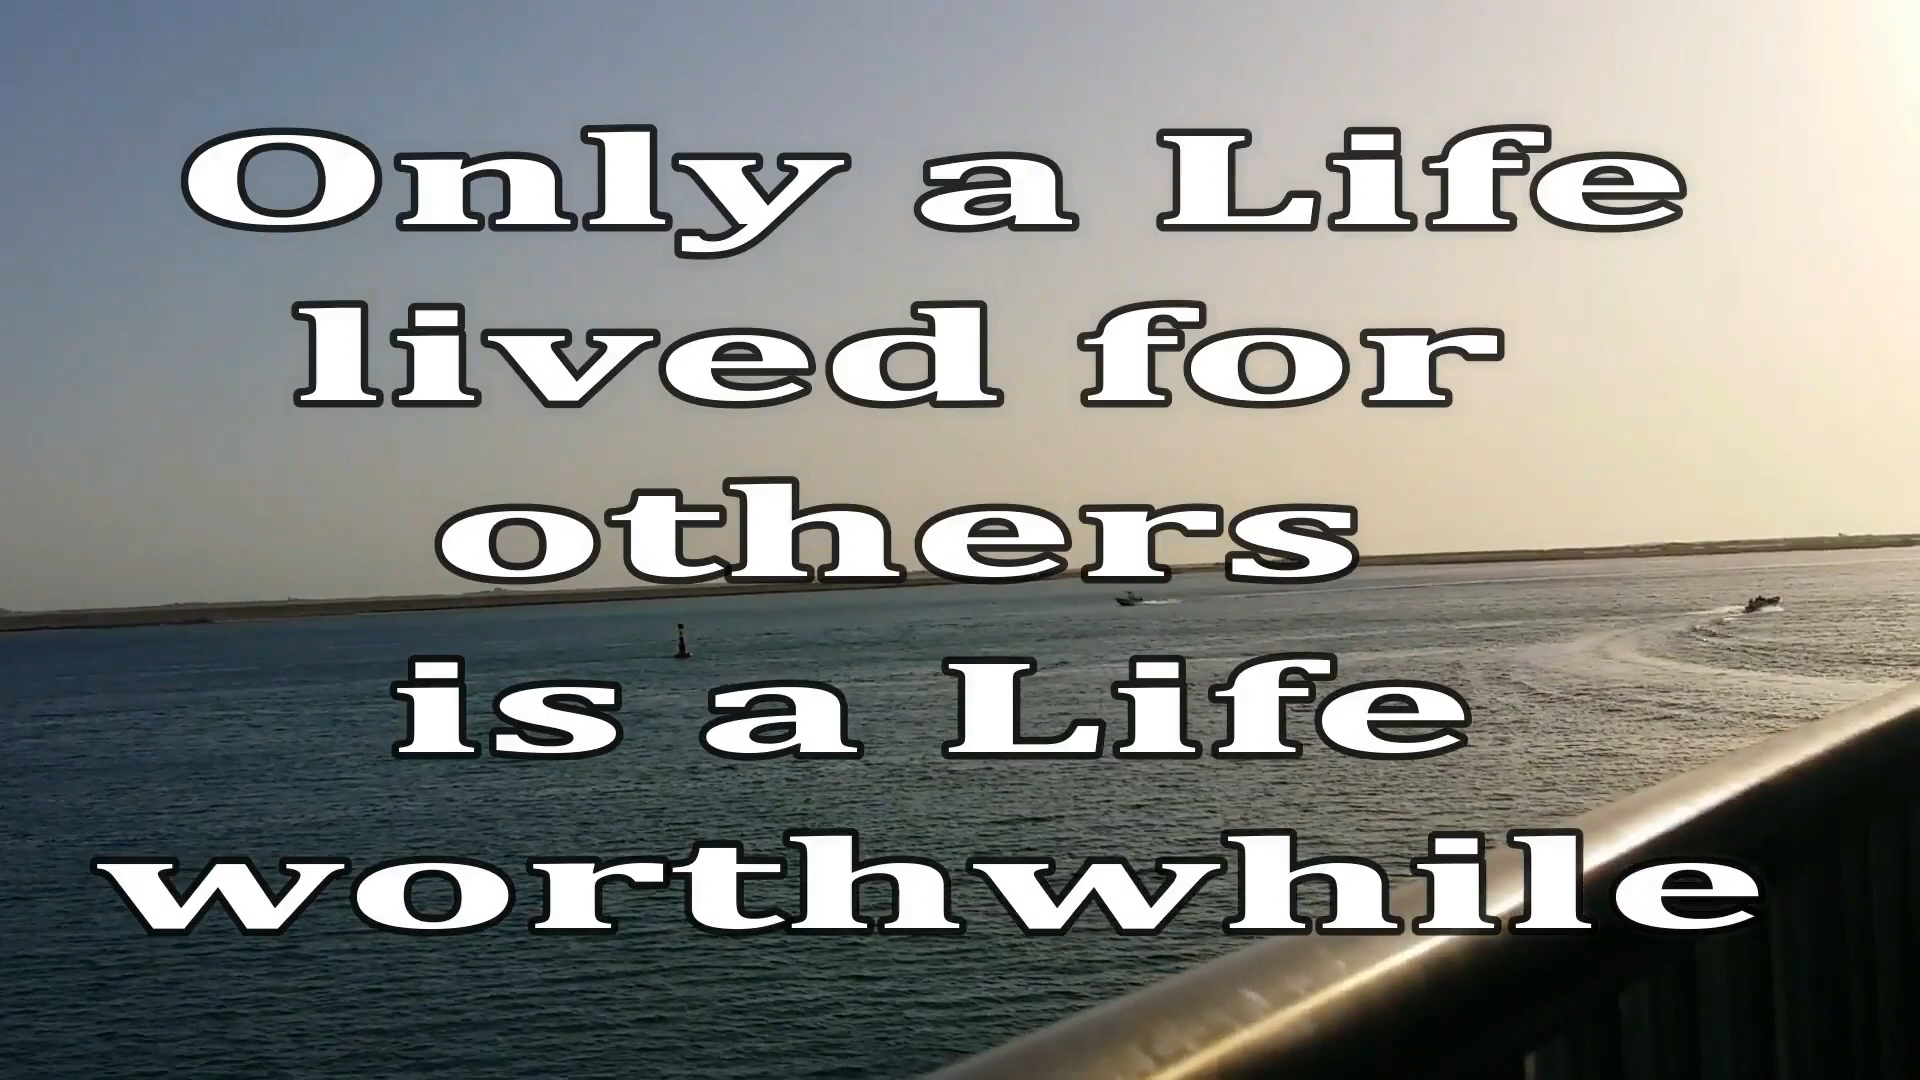 Only a Life
lived for
others
is a Life
worthwhile